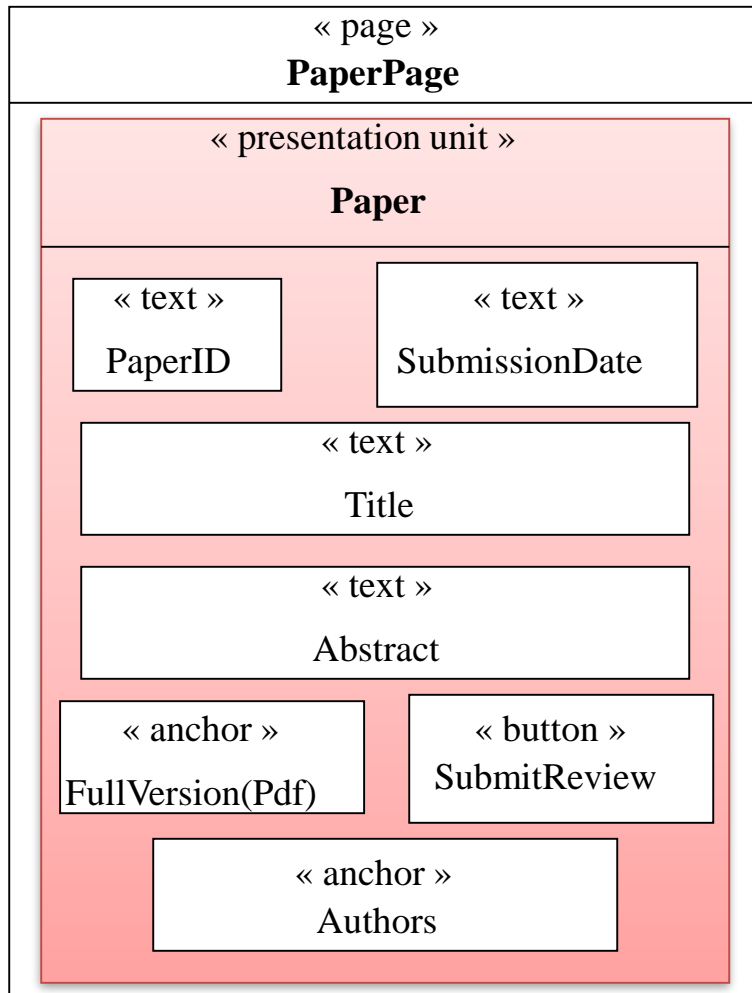 « page »
PaperPage
« presentation unit »
Paper
« text »
PaperID
« text »
SubmissionDate
« text »
Title
« text »
Abstract
« anchor »
FullVersion(Pdf)
« button »
SubmitReview
« anchor »
Authors